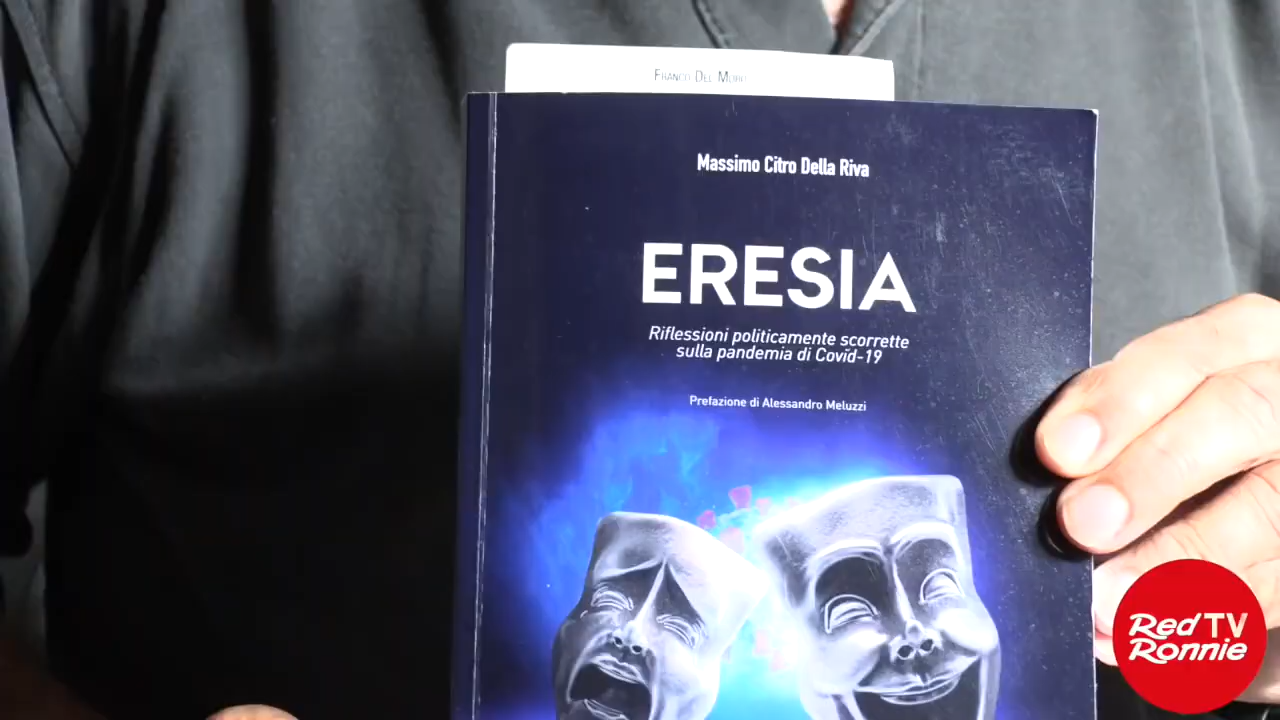 FRANCO DEL MORO
Massimo Citro Della Riva
ERESIA
Riflessioni politicamente scorrette
sulla pandemia di Covid-19
Prefazione di Alessandro Meluzzi
Red TV
Ronnie